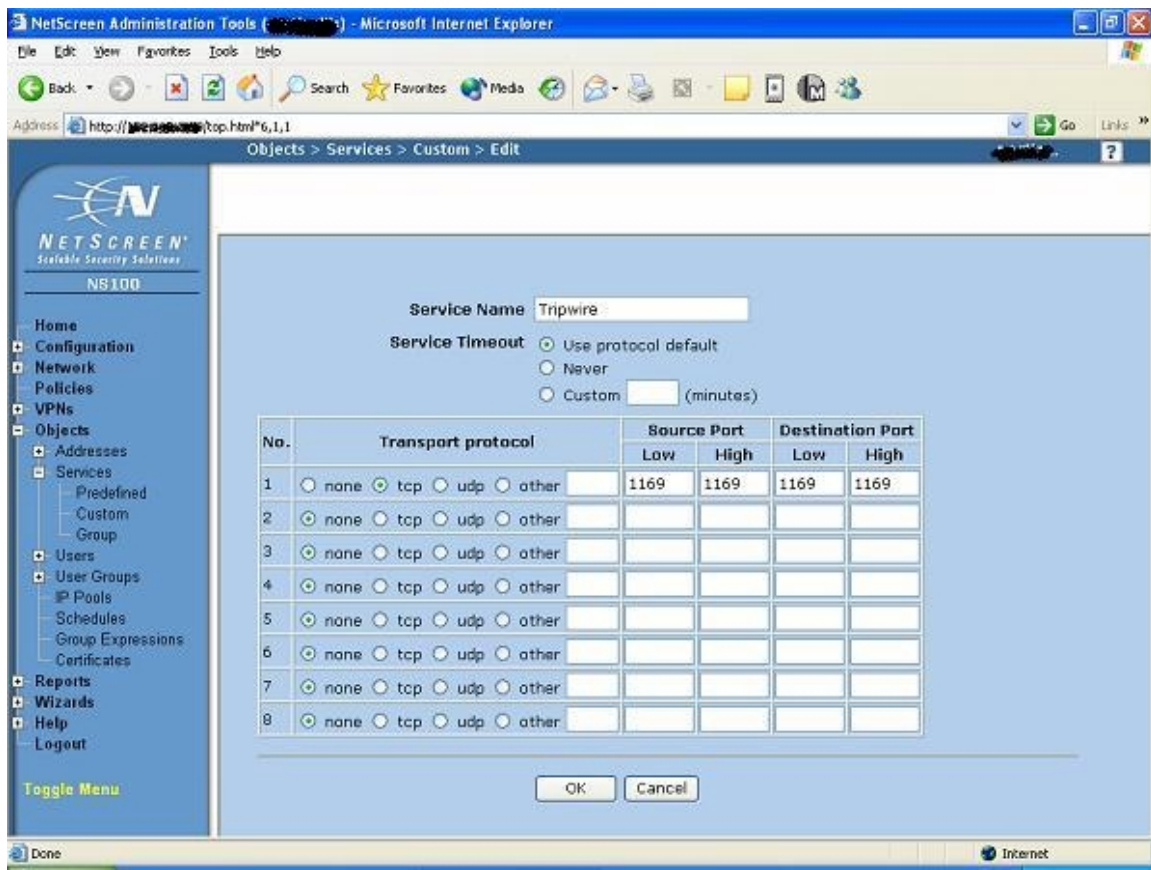 NetScreen Administration Tools ( ) - Microsoft Internet Explorer
File Edit View Favorites Tools Help
Back Search Favorites Media
Address http:// /top.html*6,1,1 Go Links »
Objects > Services > Custom > Edit ?
N
NETSCREEN
Scalable Security Solutions
NS100
Home
Configuration
Network
Policies
VPNs
Objects
Addresses
Services
Predefined
Custom
Group
Users
User Groups
IP Pools
Schedules
Group Expressions
Certificates
Reports
Wizards
Help
Logout
Toggle Menu
Service Name Tripwire
Service Timeout Use protocol default
Never
Custom (minutes)
No. Transport protocol Source Port Destination Port
Low High Low High
1 none tcp udp other 1169 1169 1169 1169
2 none tcp udp other
3 none tcp udp other
4 none tcp udp other
5 none tcp udp other
6 none tcp udp other
7 none tcp udp other
8 none tcp udp other
OK Cancel
Done Internet